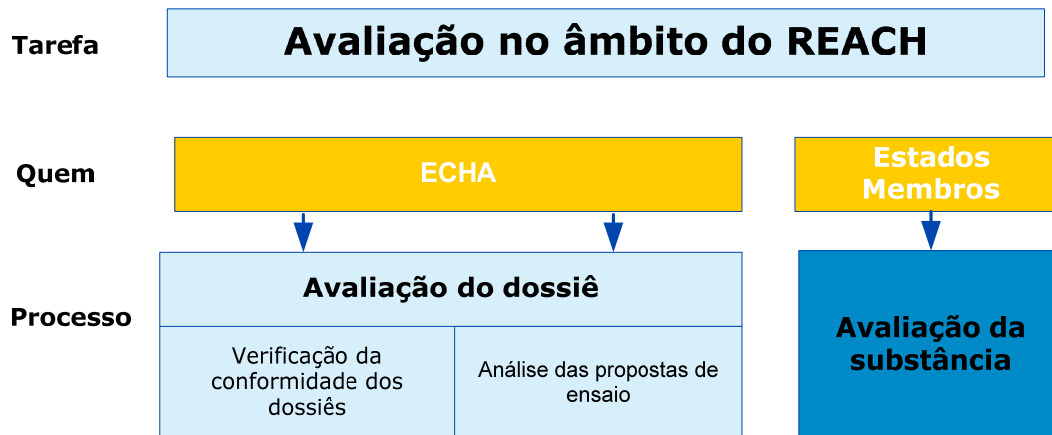 Tarefa
Avaliação no âmbito do REACH
Quem
ECHA
Estados
Membros
Processo
Avaliação do dossiê
Verificação da
conformidade dos
dossiês
Análise das propostas de
ensaio
Avaliação da
substância